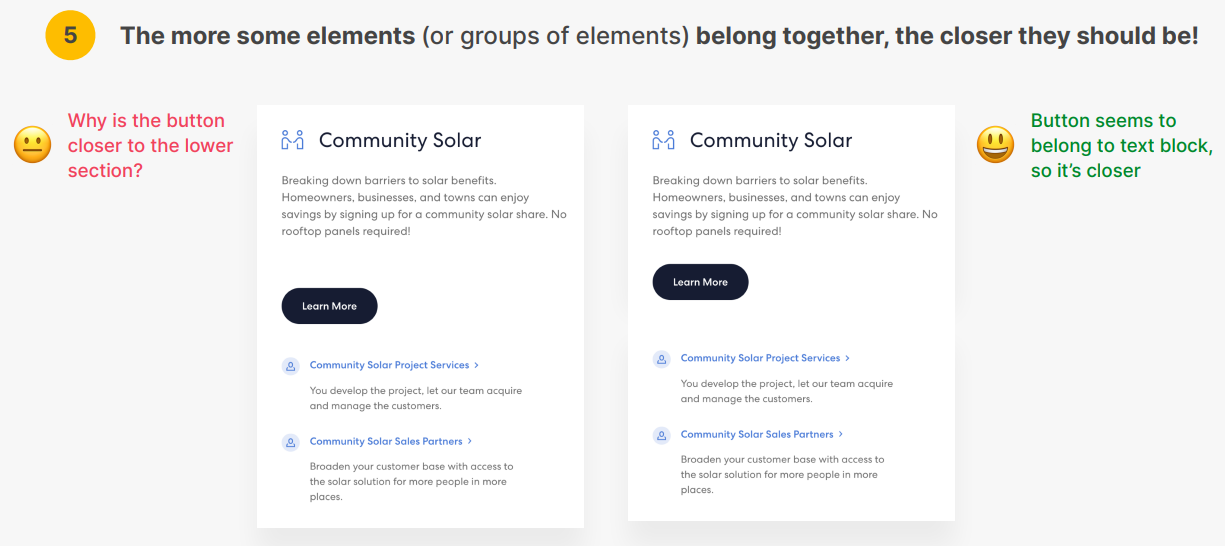 5
The more some elements (or groups of elements) belong together, the closer they should be!
Why is the button
closer to the lower
section?
Community Solar
Breaking down barriers to solar benefits.
Homeowners, businesses, and towns can enjoy
savings by signing up for a community solar share. No
rooftop panels required!
Learn More
Community Solar Project Services >
You develop the project, let our team acquire
and manage the customers.
Community Solar Sales Partners >
Broaden your customer base with access to
the solar solution for more people in more
places.
Community Solar
Breaking down barriers to solar benefits.
Homeowners, businesses, and towns can enjoy
savings by signing up for a community solar share. No
rooftop panels required!
Learn More
Community Solar Project Services >
You develop the project, let our team acquire
and manage the customers.
Community Solar Sales Partners >
Broaden your customer base with access to
the solar solution for more people in more
places.
Button seems to
belong to text block,
so it's closer